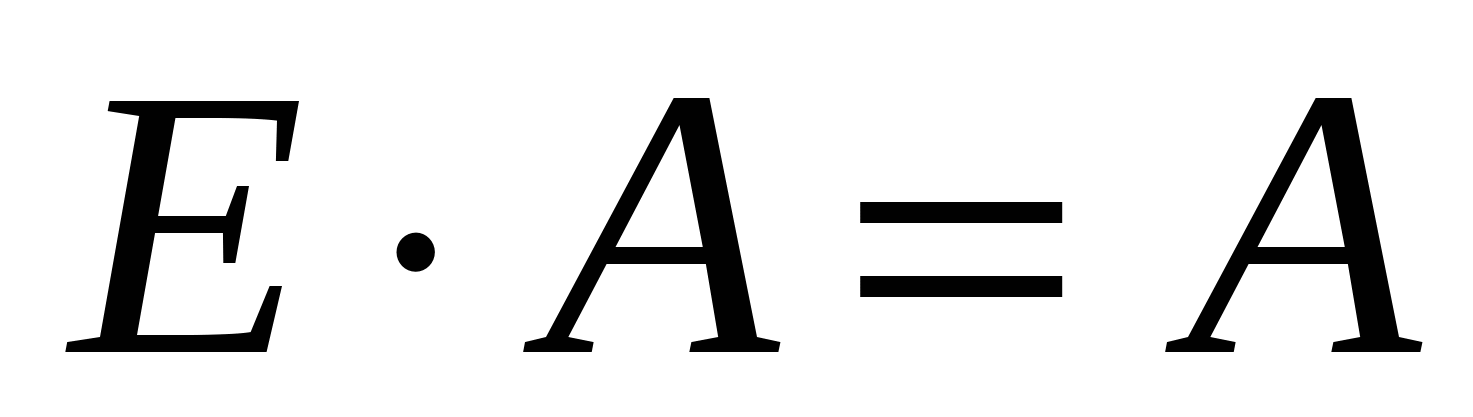 E · A = A